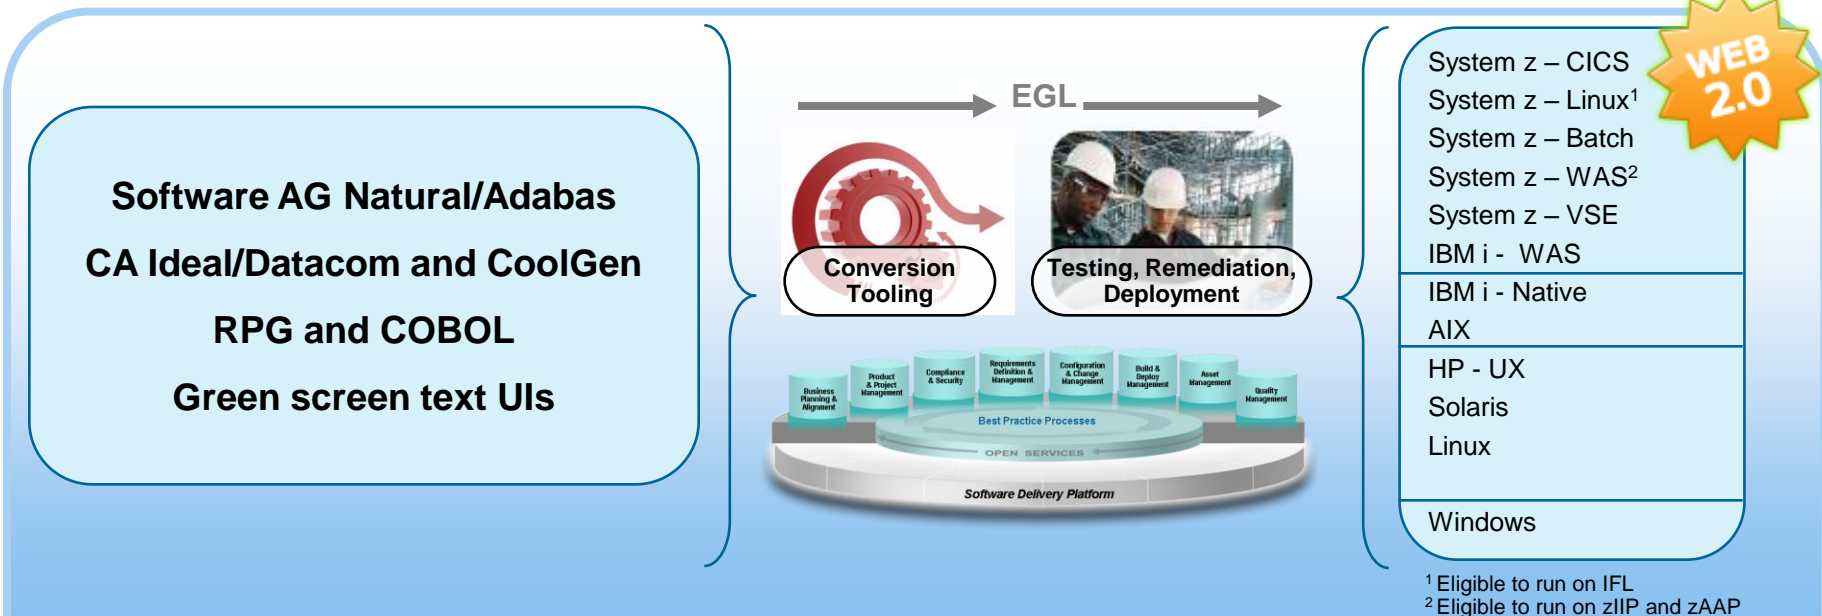 Software AG Natural/Adabas
CA Ideal/Datacom and CoolGen
RPG and COBOL
Green screen text UIs
EGL
Conversion
Tooling
Testing, Remediation,
Deployment
Business
Planning &
Alignment
Product
& Project
Management
Compliance
& Security
Requirements
Definition &
Management
Configuration
& Change
Management
Build &
Deploy
Management
Asset
Management
Quality
Management
Best Practice Processes
OPEN SERVICES
Software Delivery Platform
WEB
2.0
System z – CICS
System z – Linux¹
System z – Batch
System z – WAS²
System z – VSE
IBM i - WAS
IBM i - Native
AIX
HP - UX
Solaris
Linux
Windows
¹ Eligible to run on IFL
² Eligible to run on zIIP and zAAP